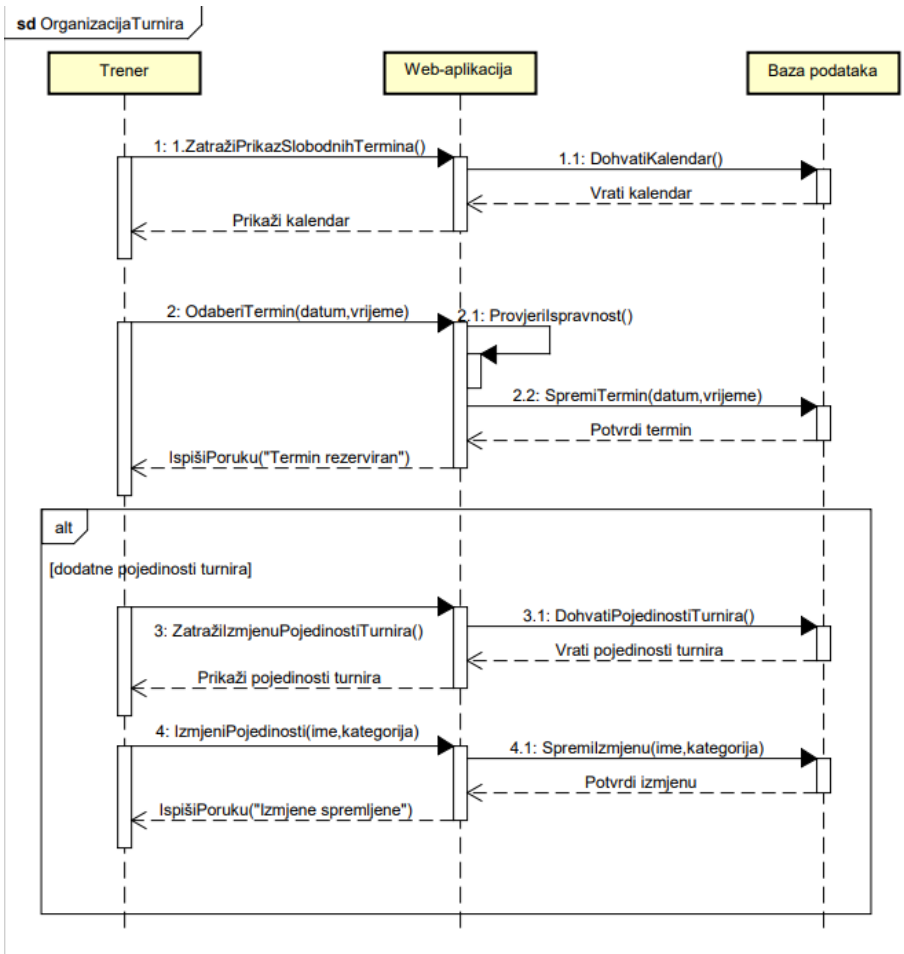 sd OrganizacijaTurnira
Trener
Web-aplikacija
Baza podataka
1: 1.ZatražiPrikazSlobodnihTermina()
1.1: DohvatiKalendar()
Vrati kalendar
Prikaži kalendar
2: OdaberiTermin(datum,vrijeme)
2.1: ProvjeriIspravnost()
2.2: SpremiTermin(datum,vrijeme)
Potvrdi termin
IspišiPoruku("Termin rezerviran")
alt
[dodatne pojedinosti turnira]
3: ZatražiIzmjenuPojedinostiTurnira()
3.1: DohvatiPojedinostiTurnira()
Vrati pojedinosti turnira
Prikaži pojedinosti turnira
4: IzmjeniPojedinosti(ime,kategorija)
4.1: SpremiIzmjenu(ime,kategorija)
Potvrdi izmjenu
IspišiPoruku("Izmjene spremljene")